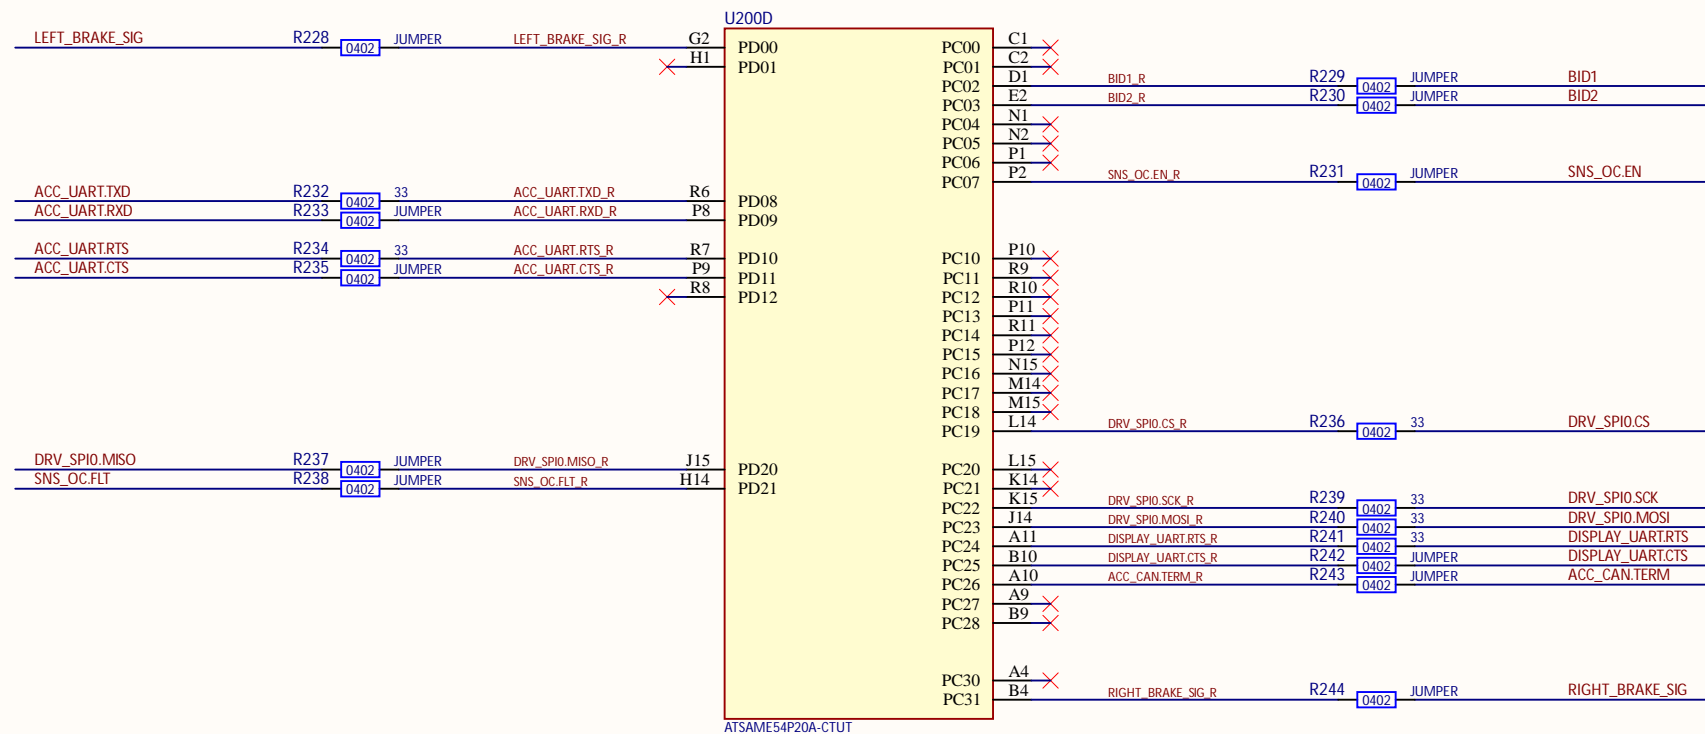 U200D
LEFT_BRAKE_SIG R228 0402 JUMPER LEFT_BRAKE_SIG_R G2 PD00 PC00 C1
H1 PD01 PC01 C2
PC02 D1 BID1_R R229 0402 JUMPER BID1
PC03 E2 BID2_R R230 0402 JUMPER BID2
PC04 N1
PC05 N2
PC06 P1
PC07 P2 SNS_OC.EN_R R231 0402 JUMPER SNS_OC.EN
ACC_UART.TXD R232 0402 33 ACC_UART.TXD_R R6 PD08
ACC_UART.RXD R233 0402 JUMPER ACC_UART.RXD_R P8 PD09
ACC_UART.RTS R234 0402 33 ACC_UART.RTS_R R7 PD10 PC10 P10
ACC_UART.CTS R235 0402 JUMPER ACC_UART.CTS_R P9 PD11 PC11 R9
R8 PD12 PC12 R10
PC13 P11
PC14 R11
PC15 P12
PC16 N15
PC17 M14
PC18 M15
PC19 L14 DRV_SPI0.CS_R R236 0402 33 DRV_SPI0.CS
DRV_SPI0.MISO R237 0402 JUMPER DRV_SPI0.MISO_R J15 PD20 PC20 L15
SNS_OC.FLT R238 0402 JUMPER SNS_OC.FLT_R H14 PD21 PC21 K14
PC22 K15 DRV_SPI0.SCK_R R239 0402 33 DRV_SPI0.SCK
PC23 J14 DRV_SPI0.MOSI_R R240 0402 33 DRV_SPI0.MOSI
PC24 A11 DISPLAY_UART.RTS_R R241 0402 33 DISPLAY_UART.RTS
PC25 B10 DISPLAY_UART.CTS_R R242 0402 JUMPER DISPLAY_UART.CTS
PC26 A10 ACC_CAN.TERM_R R243 0402 JUMPER ACC_CAN.TERM
PC27 A9
PC28 B9
PC30 A4
PC31 B4 RIGHT_BRAKE_SIG_R R244 0402 JUMPER RIGHT_BRAKE_SIG
ATSAME54P20A-CTUT